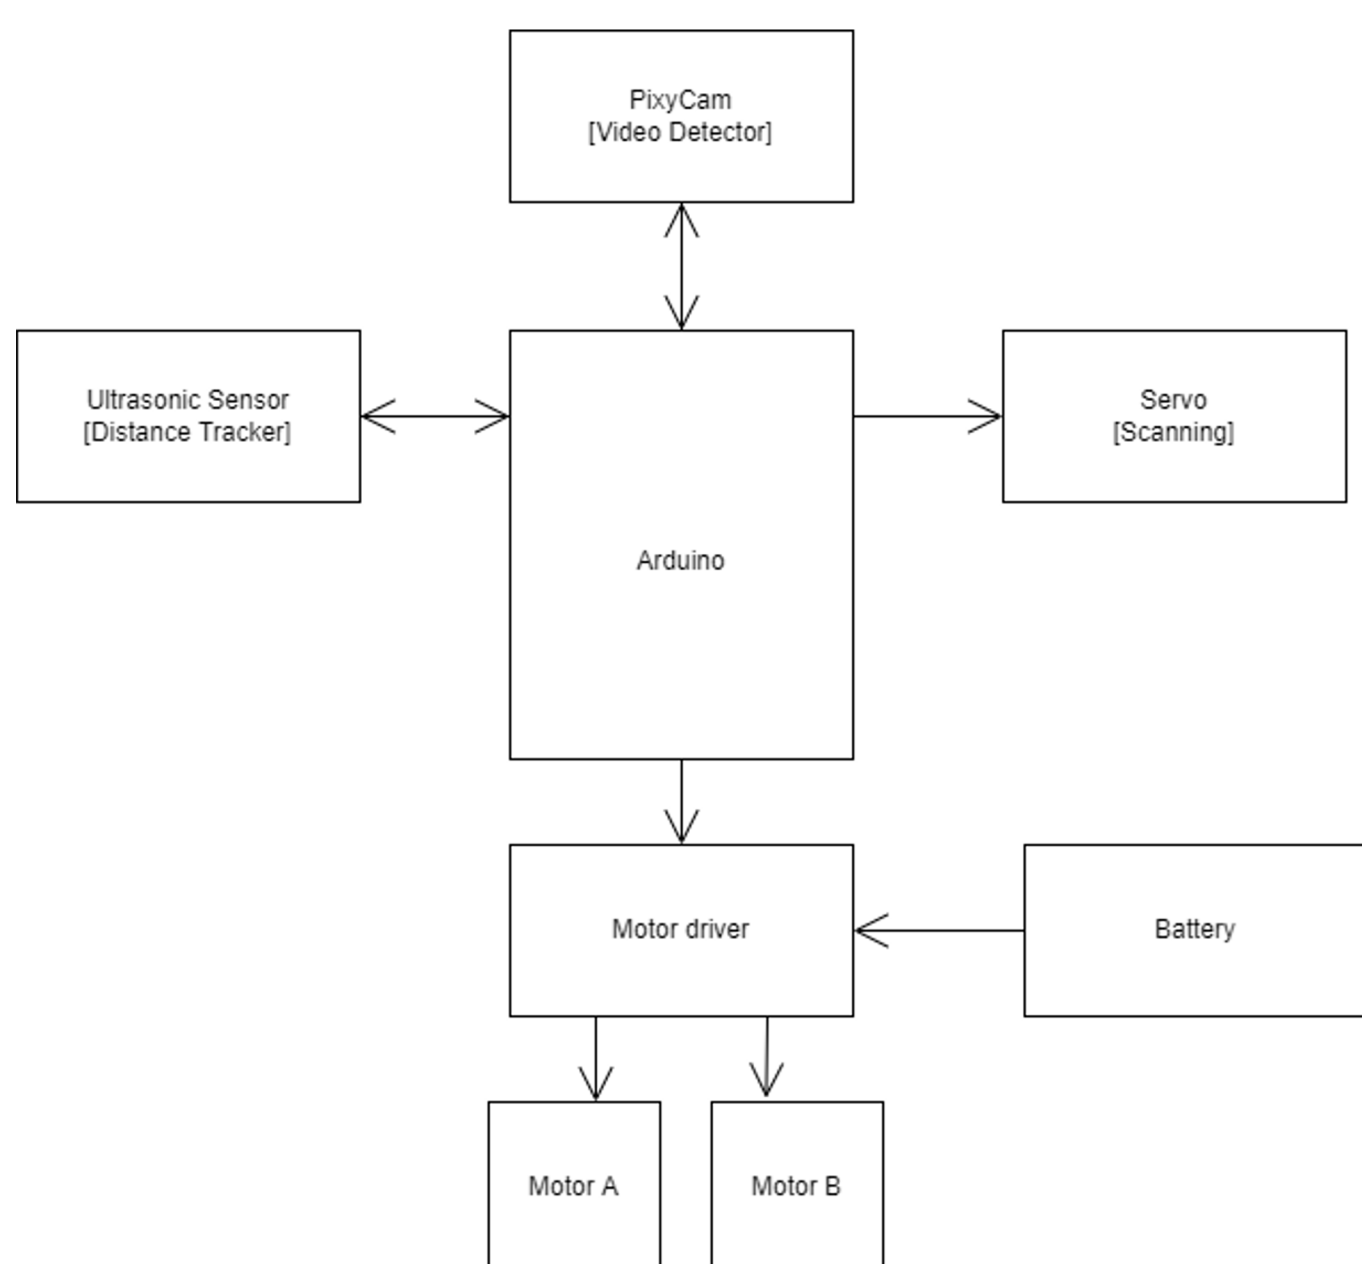 PixyCam
[Video Detector]
Ultrasonic Sensor
[Distance Tracker]
Servo
[Scanning]
Arduino
Motor driver
Battery
Motor A
Motor B